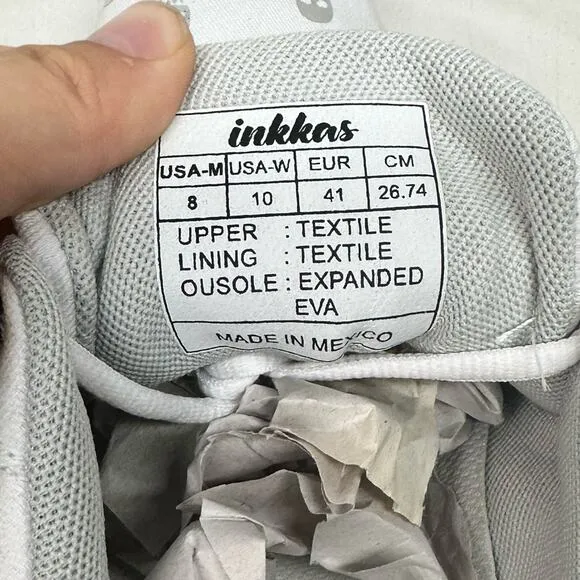 inkkas
USA-M USA-W EUR CM
8 10 41 26.74
UPPER : TEXTILE
LINING : TEXTILE
OUSOLE : EXPANDED
EVA
MADE IN MEXICO